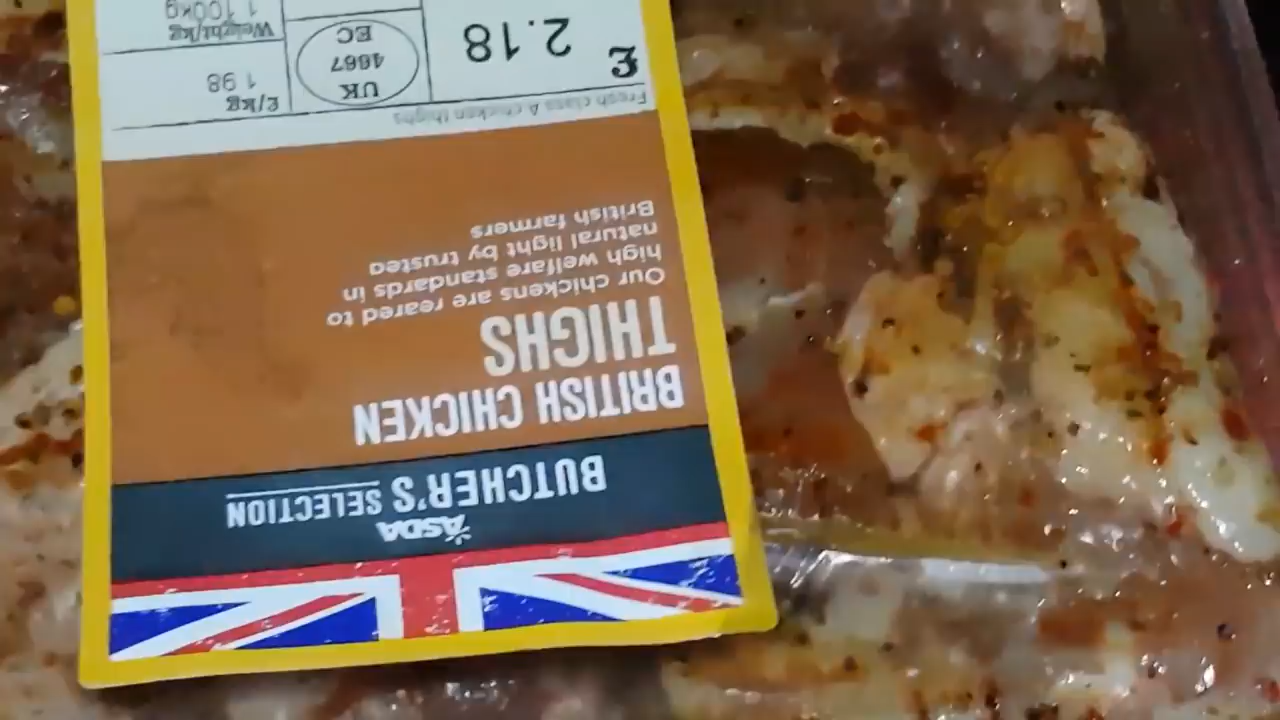 ASDA
BUTCHER'S SELECTION
BRITISH CHICKEN
THIGHS
Our chickens are reared to
high welfare standards in
natural light by trusted
British farmers
Fresh class A chicken thighs
£ 2.18
UK
4667
EC
£/kg
1 98
Weight/kg
1 100kg